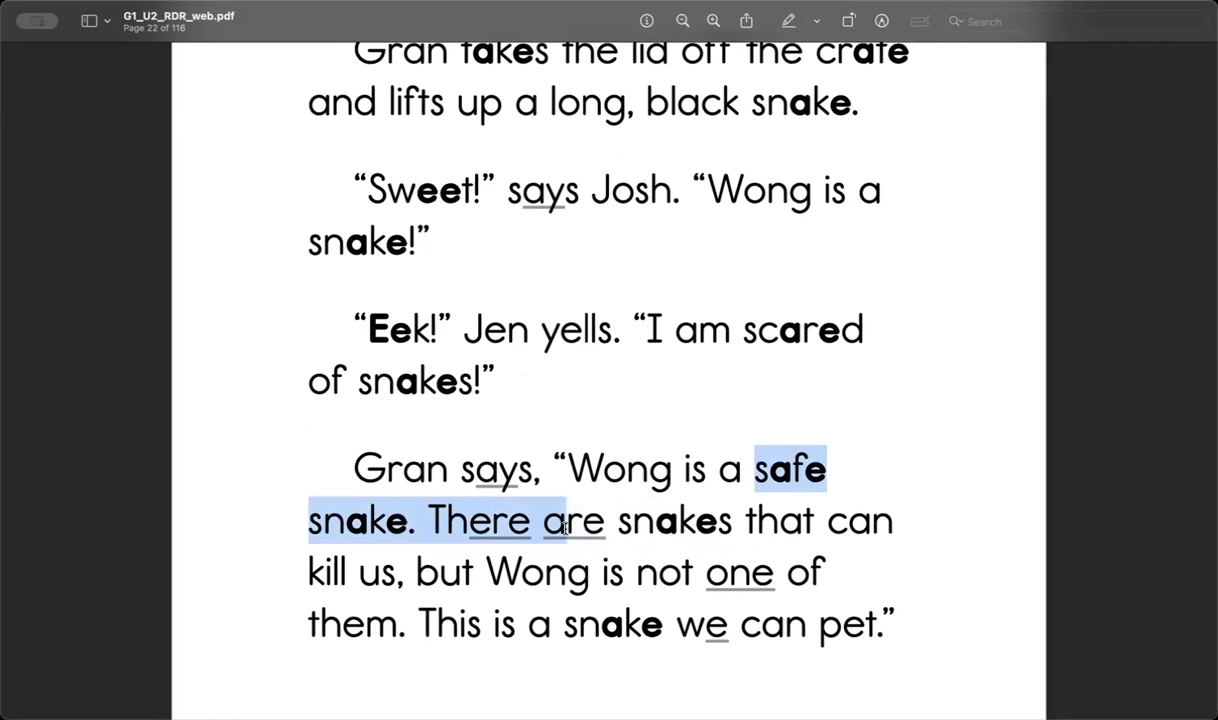 G1_U2_RDR_web.pdf
Page 22 of 116
Search
Gran takes the lid off the crate
and lifts up a long, black snake.
“Sweet!” says Josh. “Wong is a
snake!”
“Eek!” Jen yells. “I am scared
of snakes!”
Gran says, “Wong is a safe
snake. There are snakes that can
kill us, but Wong is not one of
them. This is a snake we can pet.”